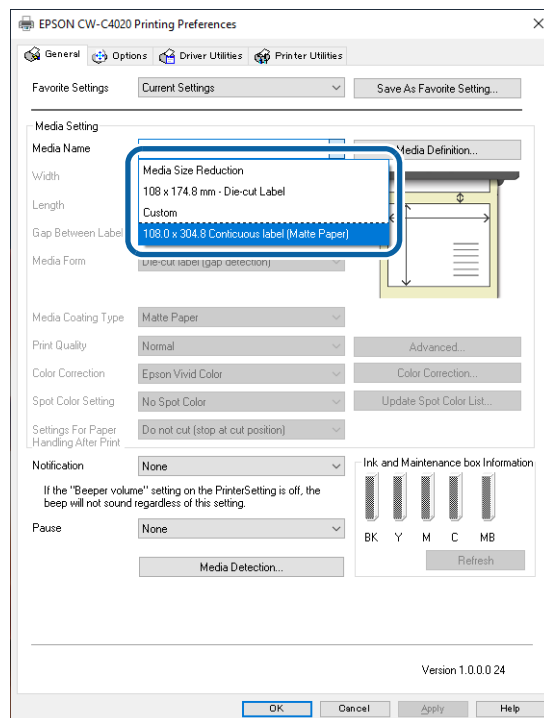 EPSON CW-C4020 Printing Preferences
General Options Driver Utilities Printer Utilities
Favorite Settings Current Settings Save As Favorite Setting...
Media Setting
Media Name Media Definition...
Media Size Reduction
Width
108 x 174.8 mm - Die-cut Label
Length
Custom
Gap Between Label
108.0 x 304.8 Conticuous label (Matte Paper)
Media Form Die-cut label (gap detection)
Media Coating Type Matte Paper
Print Quality Normal Advanced...
Color Correction Epson Vivid Color Color Correction...
Spot Color Setting No Spot Color Update Spot Color List...
Settings For Paper
Handling After Print
Do not cut (stop at cut position)
Notification None
Ink and Maintenance box Information
If the "Beeper volume" setting on the PrinterSetting is off, the
beep will not sound regardless of this setting.
Pause None
BK Y M C MB
Refresh
Media Detection...
Version 1.0.0.0 24
OK Cancel Apply Help